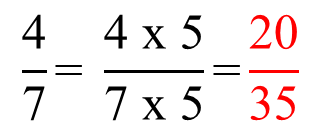 4/7 = 4 x 5/7 x 5 = 20/35